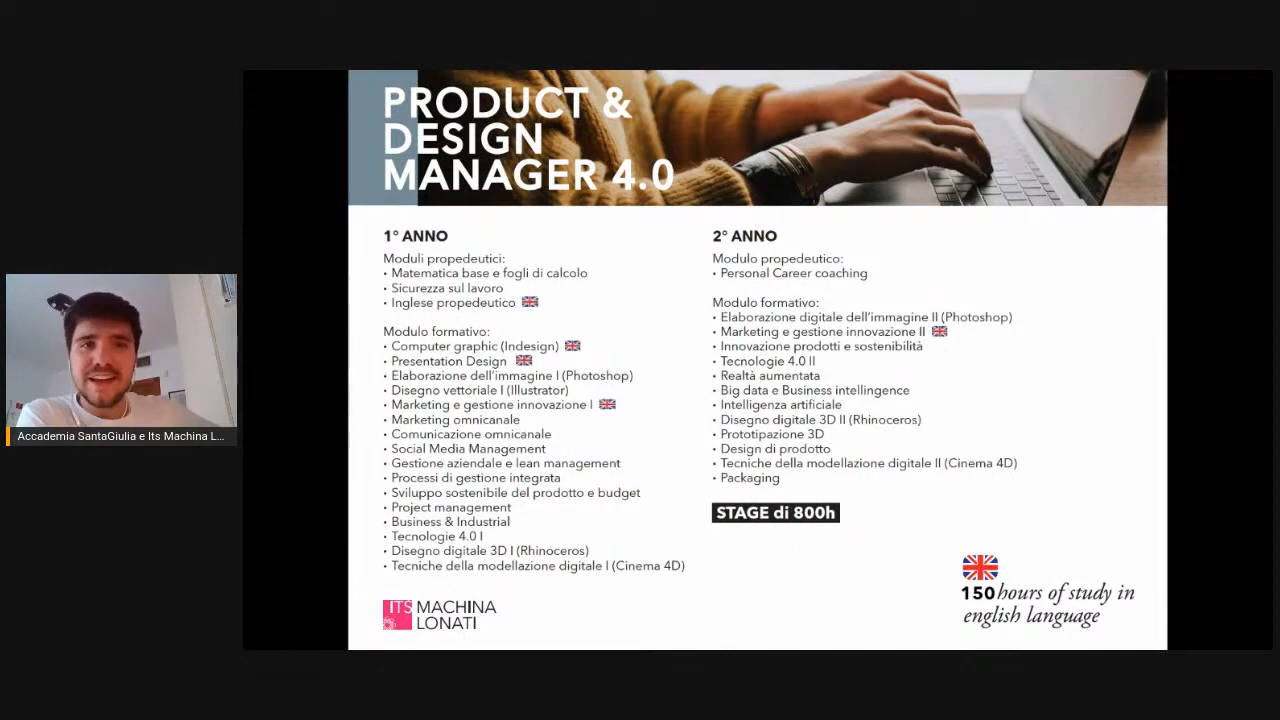 PRODUCT &
DESIGN
MANAGER 4.0
1° ANNO
Moduli propedeutici:
• Matematica base e fogli di calcolo
• Sicurezza sul lavoro
• Inglese propedeutico
Modulo formativo:
• Computer graphic (Indesign)
• Presentation Design
• Elaborazione dell'immagine I (Photoshop)
• Disegno vettoriale I (Illustrator)
• Marketing e gestione innovazione I
• Marketing omnicanale
• Comunicazione omnicanale
• Social Media Management
• Gestione aziendale e lean management
• Processi di gestione integrata
• Sviluppo sostenibile del prodotto e budget
• Project management
• Business & Industrial
• Tecnologie 4.0 I
• Disegno digitale 3D I (Rhinoceros)
• Tecniche della modellazione digitale I (Cinema 4D)
2° ANNO
Modulo propedeutico:
• Personal Career coaching
Modulo formativo:
• Elaborazione digitale dell'immagine II (Photoshop)
• Marketing e gestione innovazione II
• Innovazione prodotti e sostenibilità
• Tecnologie 4.0 II
• Realtà aumentata
• Big data e Business intellingence
• Intelligenza artificiale
• Disegno digitale 3D II (Rhinoceros)
• Prototipazione 3D
• Design di prodotto
• Tecniche della modellazione digitale II (Cinema 4D)
• Packaging
STAGE di 800h
150 hours of study in
english language
ITS MACHINA
LONATI
Accademia SantaGiulia e Its Machina L...